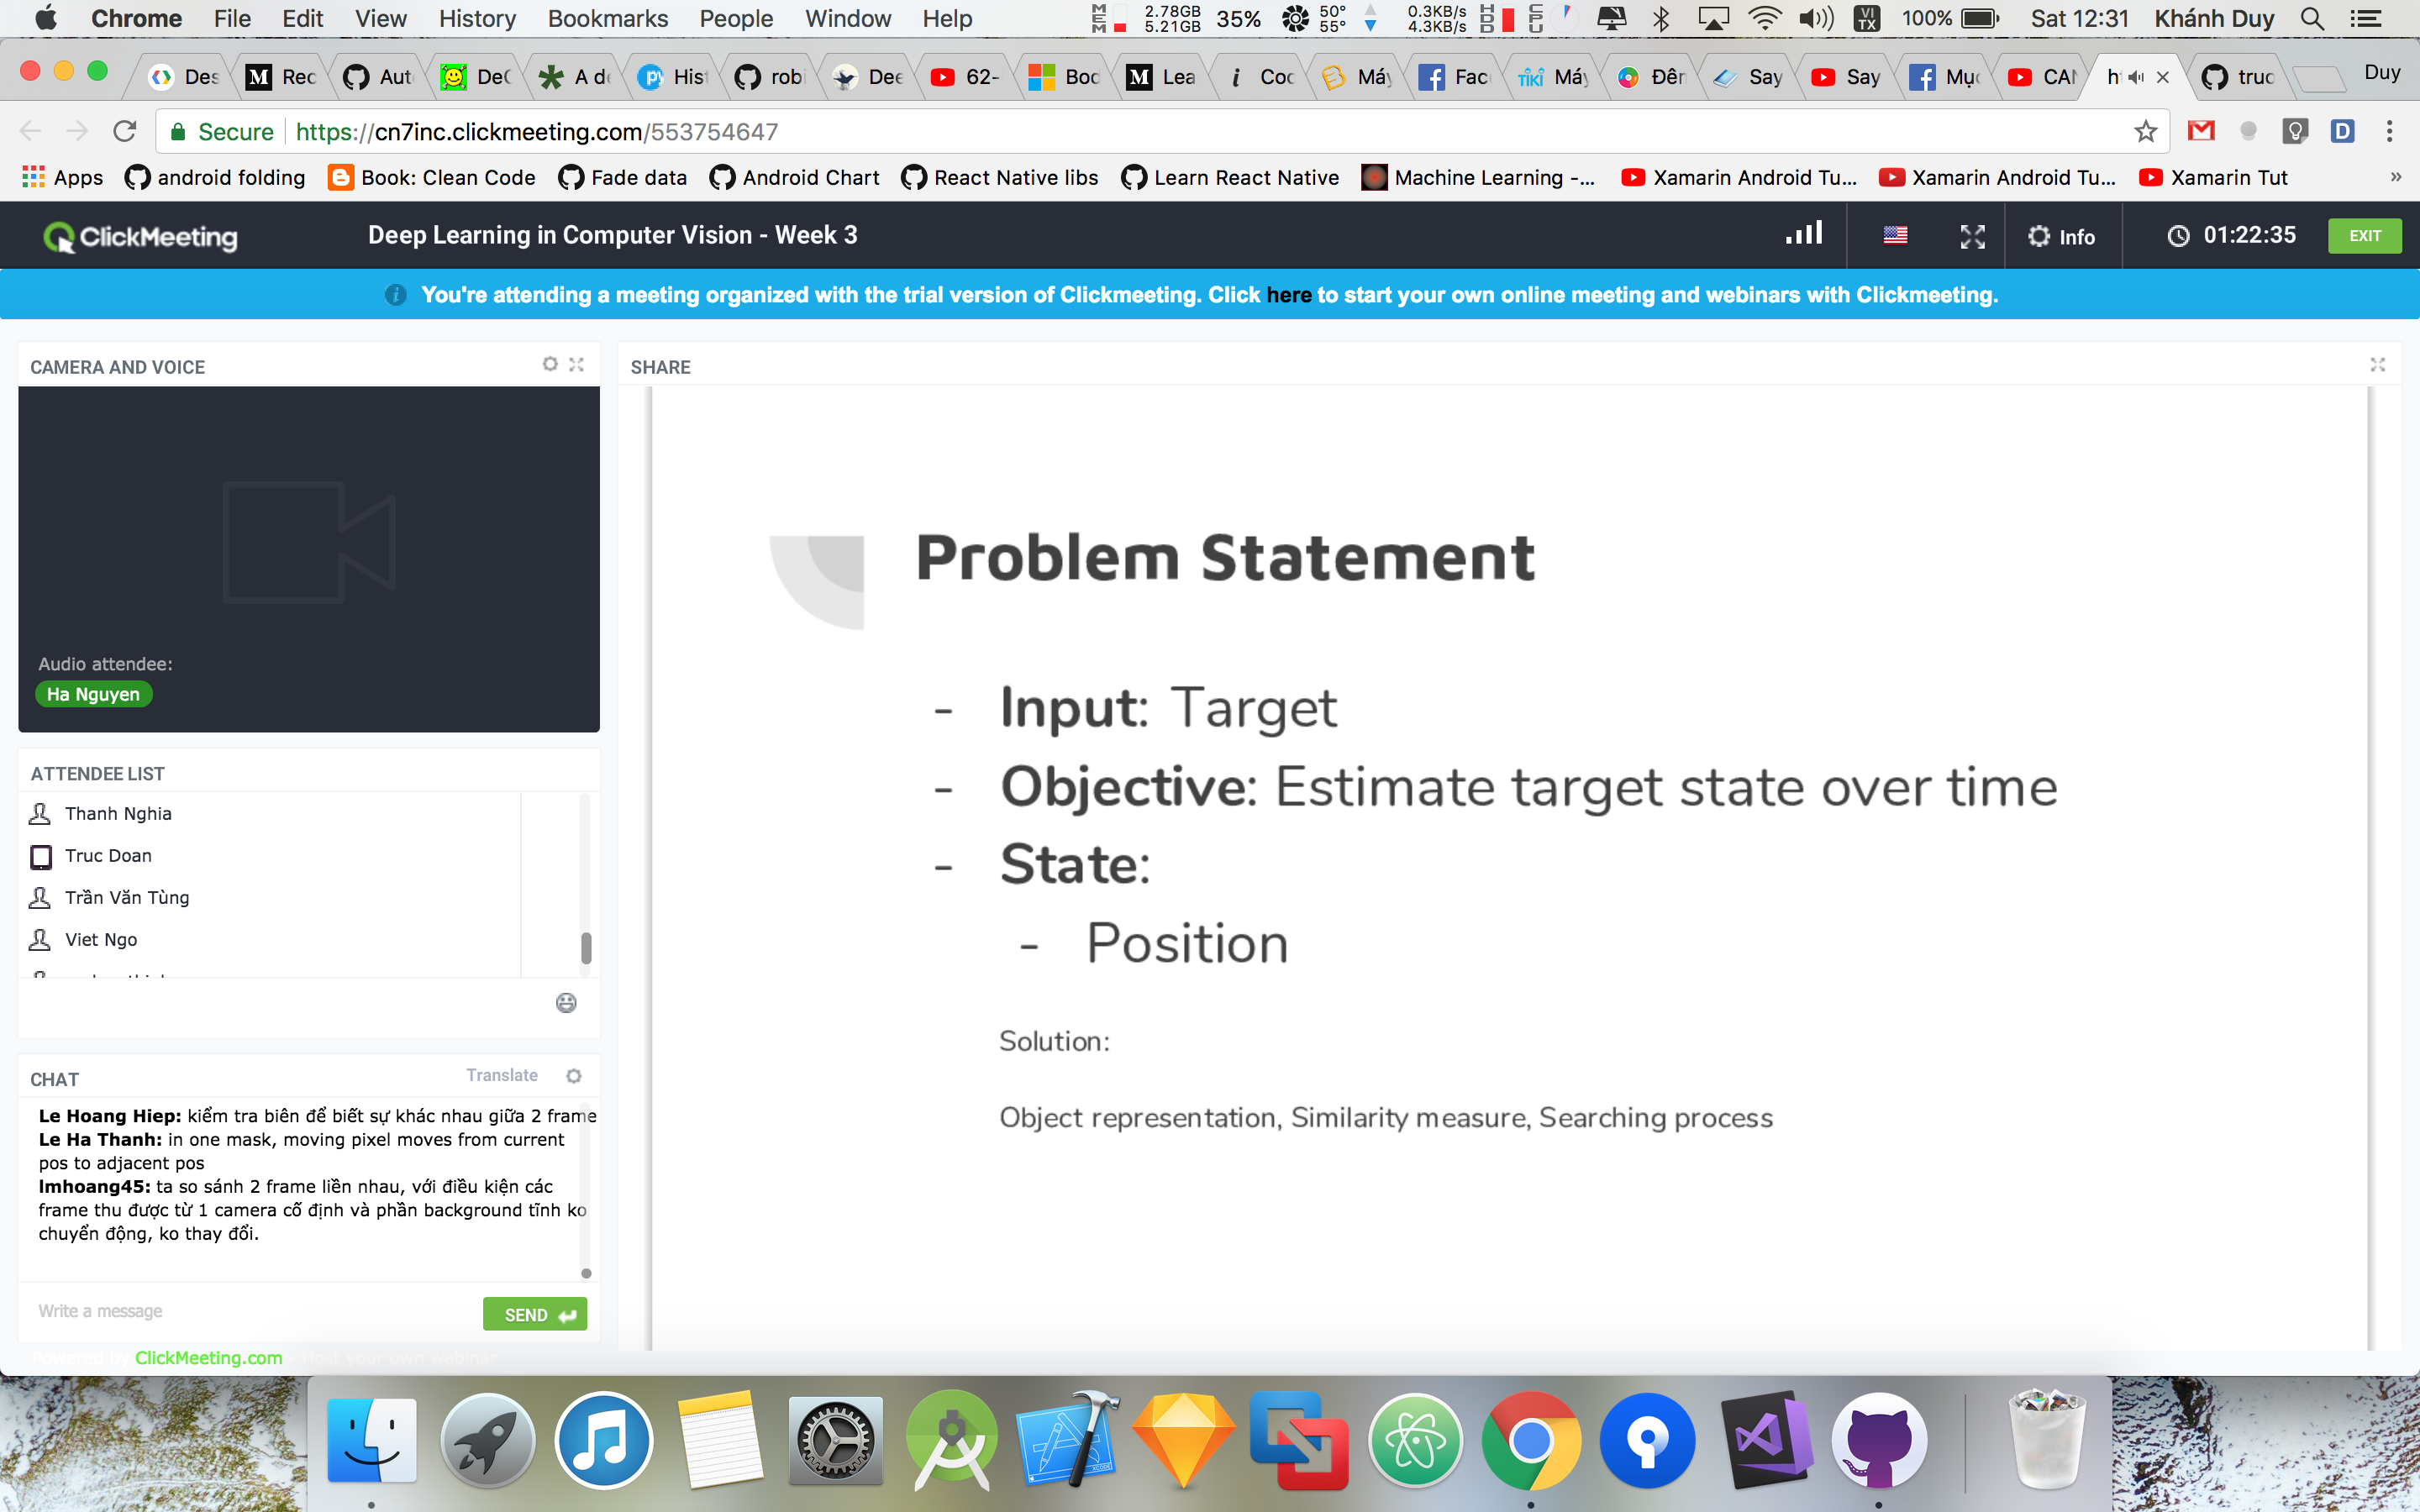 Chrome File Edit View History Bookmarks People Window Help MEM 2.78GB 5.21GB 35% 50° 55° 0.3KB/s 4.3KB/s HDD CPU VI TX 100% Sat 12:31 Khánh Duy
Des Rec Aut DeC A de Hist robi Dee 62- Boo Lea Coc Máy Fac Máy Đên Say Say Mục CAN ht truc Duy
Secure https://cn7inc.clickmeeting.com/553754647
Apps android folding Book: Clean Code Fade data Android Chart React Native libs Learn React Native Machine Learning -... Xamarin Android Tu... Xamarin Android Tu... Xamarin Tut »
ClickMeeting Deep Learning in Computer Vision - Week 3 Info 01:22:35 EXIT
You're attending a meeting organized with the trial version of Clickmeeting. Click here to start your own online meeting and webinars with Clickmeeting.
CAMERA AND VOICE
Audio attendee:
Ha Nguyen
ATTENDEE LIST
Thanh Nghia
Truc Doan
Trần Văn Tùng
Viet Ngo
CHAT Translate
Le Hoang Hiep: kiểm tra biên để biết sự khác nhau giữa 2 frame
Le Ha Thanh: in one mask, moving pixel moves from current
pos to adjacent pos
lmhoang45: ta so sánh 2 frame liền nhau, với điều kiện các
frame thu được từ 1 camera cố định và phần background tĩnh ko
chuyển động, ko thay đổi.
Write a message SEND
Powered by ClickMeeting.com
SHARE
Problem Statement
- Input: Target
- Objective: Estimate target state over time
- State:
- Position
Solution:
Object representation, Similarity measure, Searching process